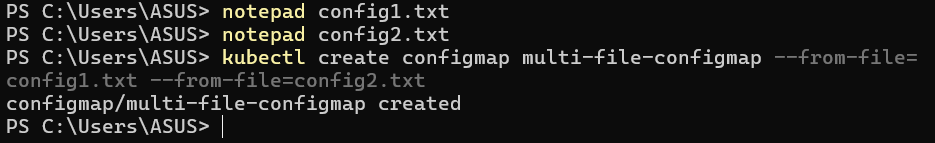 PS C:\Users\ASUS> notepad config1.txt
PS C:\Users\ASUS> notepad config2.txt
PS C:\Users\ASUS> kubectl create configmap multi-file-configmap --from-file=
config1.txt --from-file=config2.txt
configmap/multi-file-configmap created
PS C:\Users\ASUS>